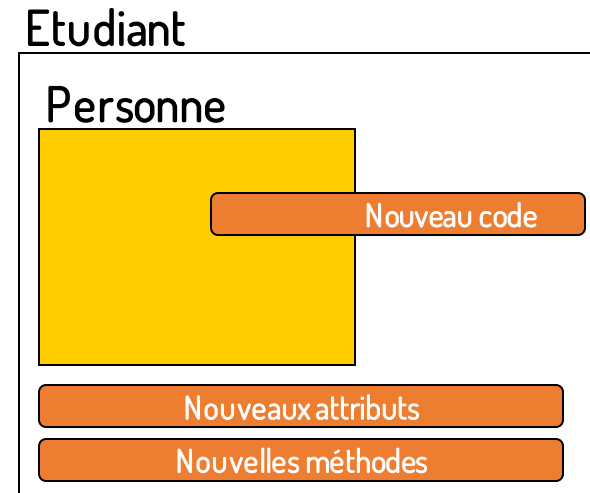 Etudiant
Personne
Nouveau code
Nouveaux attributs
Nouvelles méthodes